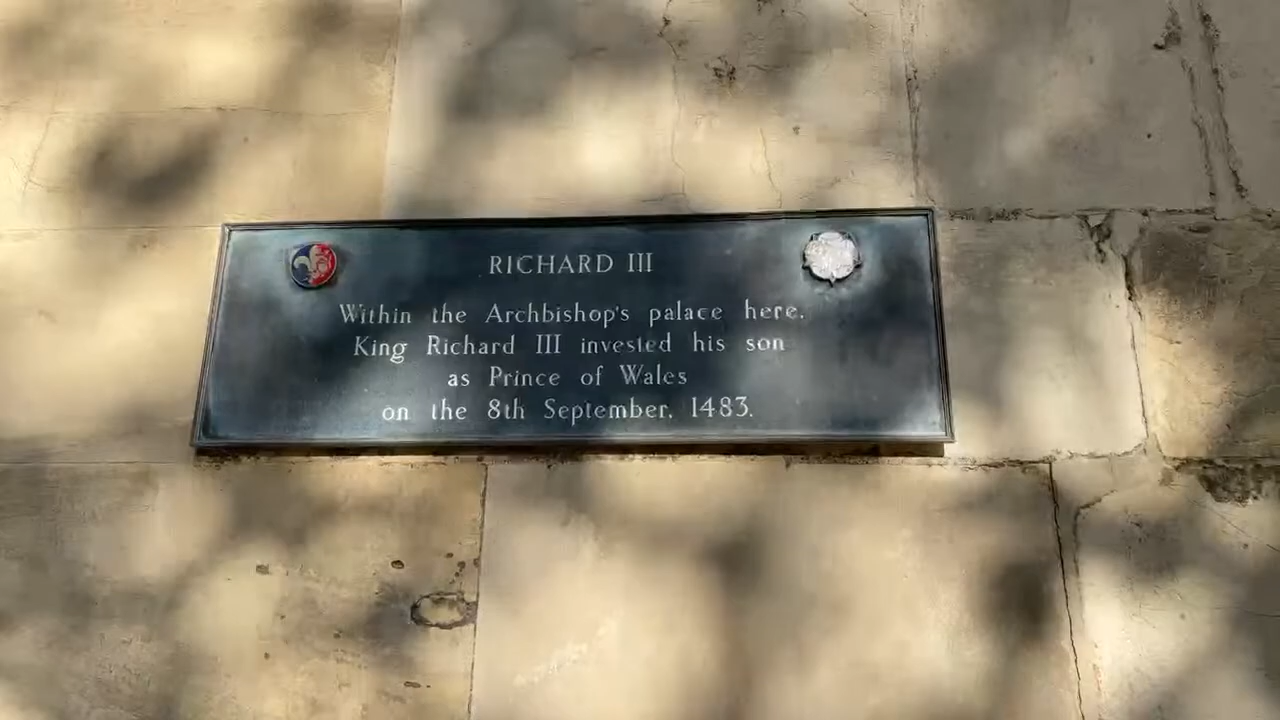 RICHARD III
Within the Archbishop's palace here,
King Richard III invested his son
as Prince of Wales
on the 8th September, 1483.